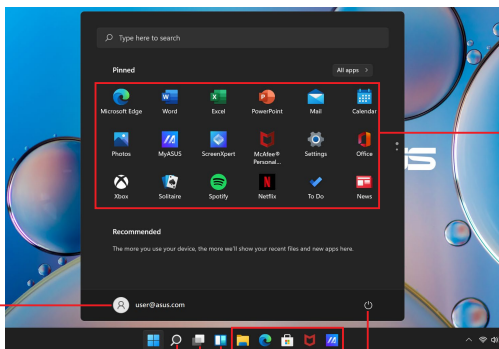 Type here to search
Pinned
All apps >
Microsoft Edge Word Excel PowerPoint Mail Calendar
Photos MyASUS ScreenXpert McAfee® Personal... Settings Office
Xbox Solitaire Spotify Netflix To Do News
Recommended
The more you use your device, the more we'll show your recent files and new apps here.
user@asus.com